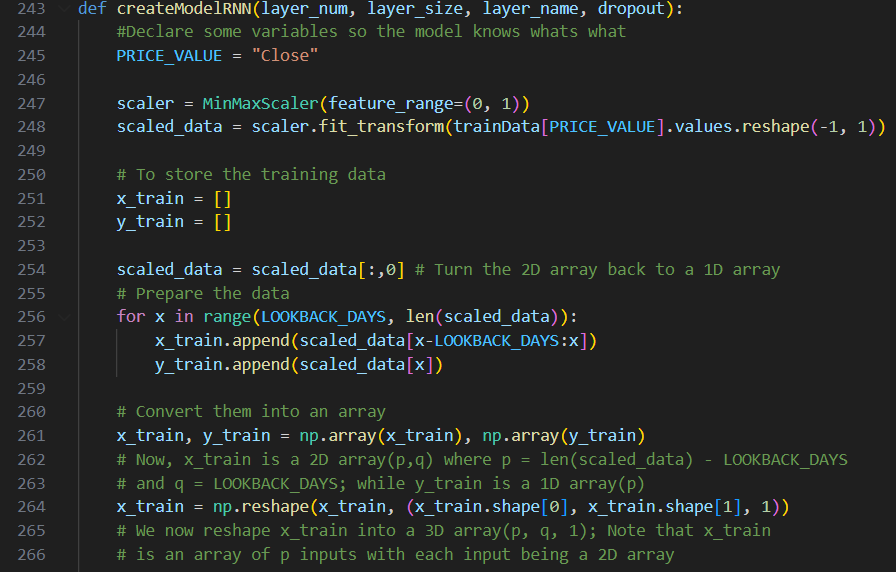 243 def createModelRNN(layer_num, layer_size, layer_name, dropout):
244     #Declare some variables so the model knows whats what
245     PRICE_VALUE = "Close"
246
247     scaler = MinMaxScaler(feature_range=(0, 1))
248     scaled_data = scaler.fit_transform(trainData[PRICE_VALUE].values.reshape(-1, 1))
249
250     # To store the training data
251     x_train = []
252     y_train = []
253
254     scaled_data = scaled_data[:,0] # Turn the 2D array back to a 1D array
255     # Prepare the data
256     for x in range(LOOKBACK_DAYS, len(scaled_data)):
257         x_train.append(scaled_data[x-LOOKBACK_DAYS:x])
258         y_train.append(scaled_data[x])
259
260     # Convert them into an array
261     x_train, y_train = np.array(x_train), np.array(y_train)
262     # Now, x_train is a 2D array(p,q) where p = len(scaled_data) - LOOKBACK_DAYS
263     # and q = LOOKBACK_DAYS; while y_train is a 1D array(p)
264     x_train = np.reshape(x_train, (x_train.shape[0], x_train.shape[1], 1))
265     # We now reshape x_train into a 3D array(p, q, 1); Note that x_train
266     # is an array of p inputs with each input being a 2D array